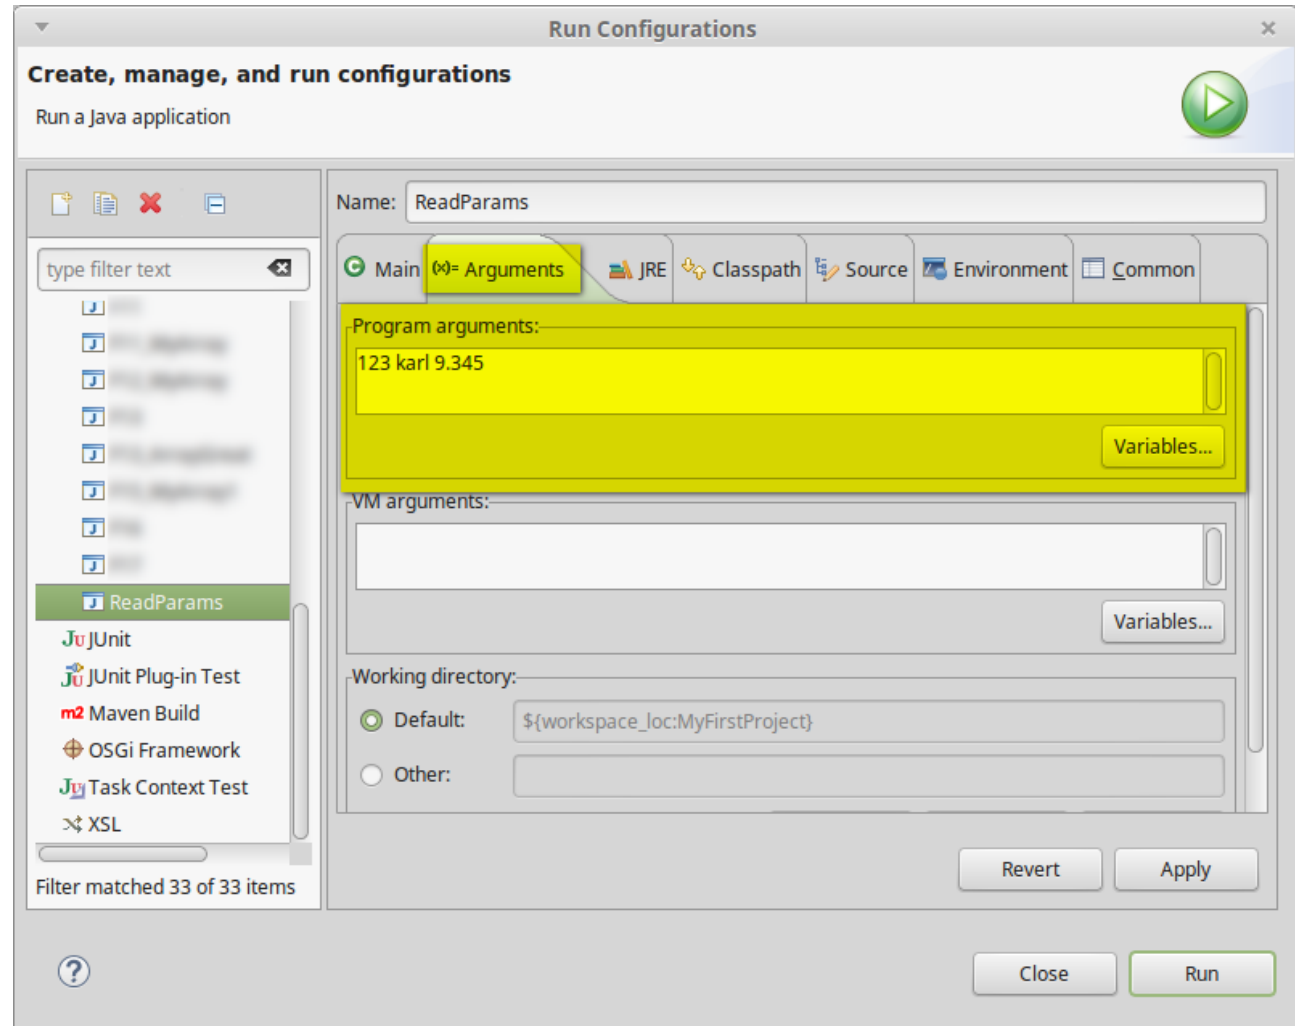 Run Configurations
Create, manage, and run configurations
Run a Java application
type filter text
ReadParams
JUnit
JUnit Plug-in Test
m2 Maven Build
OSGi Framework
Task Context Test
XSL
Filter matched 33 of 33 items
Name: ReadParams
Main (x)= Arguments JRE Classpath Source Environment Common
Program arguments:
123 karl 9.345
Variables...
VM arguments:
Variables...
Working directory:
Default: ${workspace_loc:MyFirstProject}
Other:
Revert Apply
Close Run